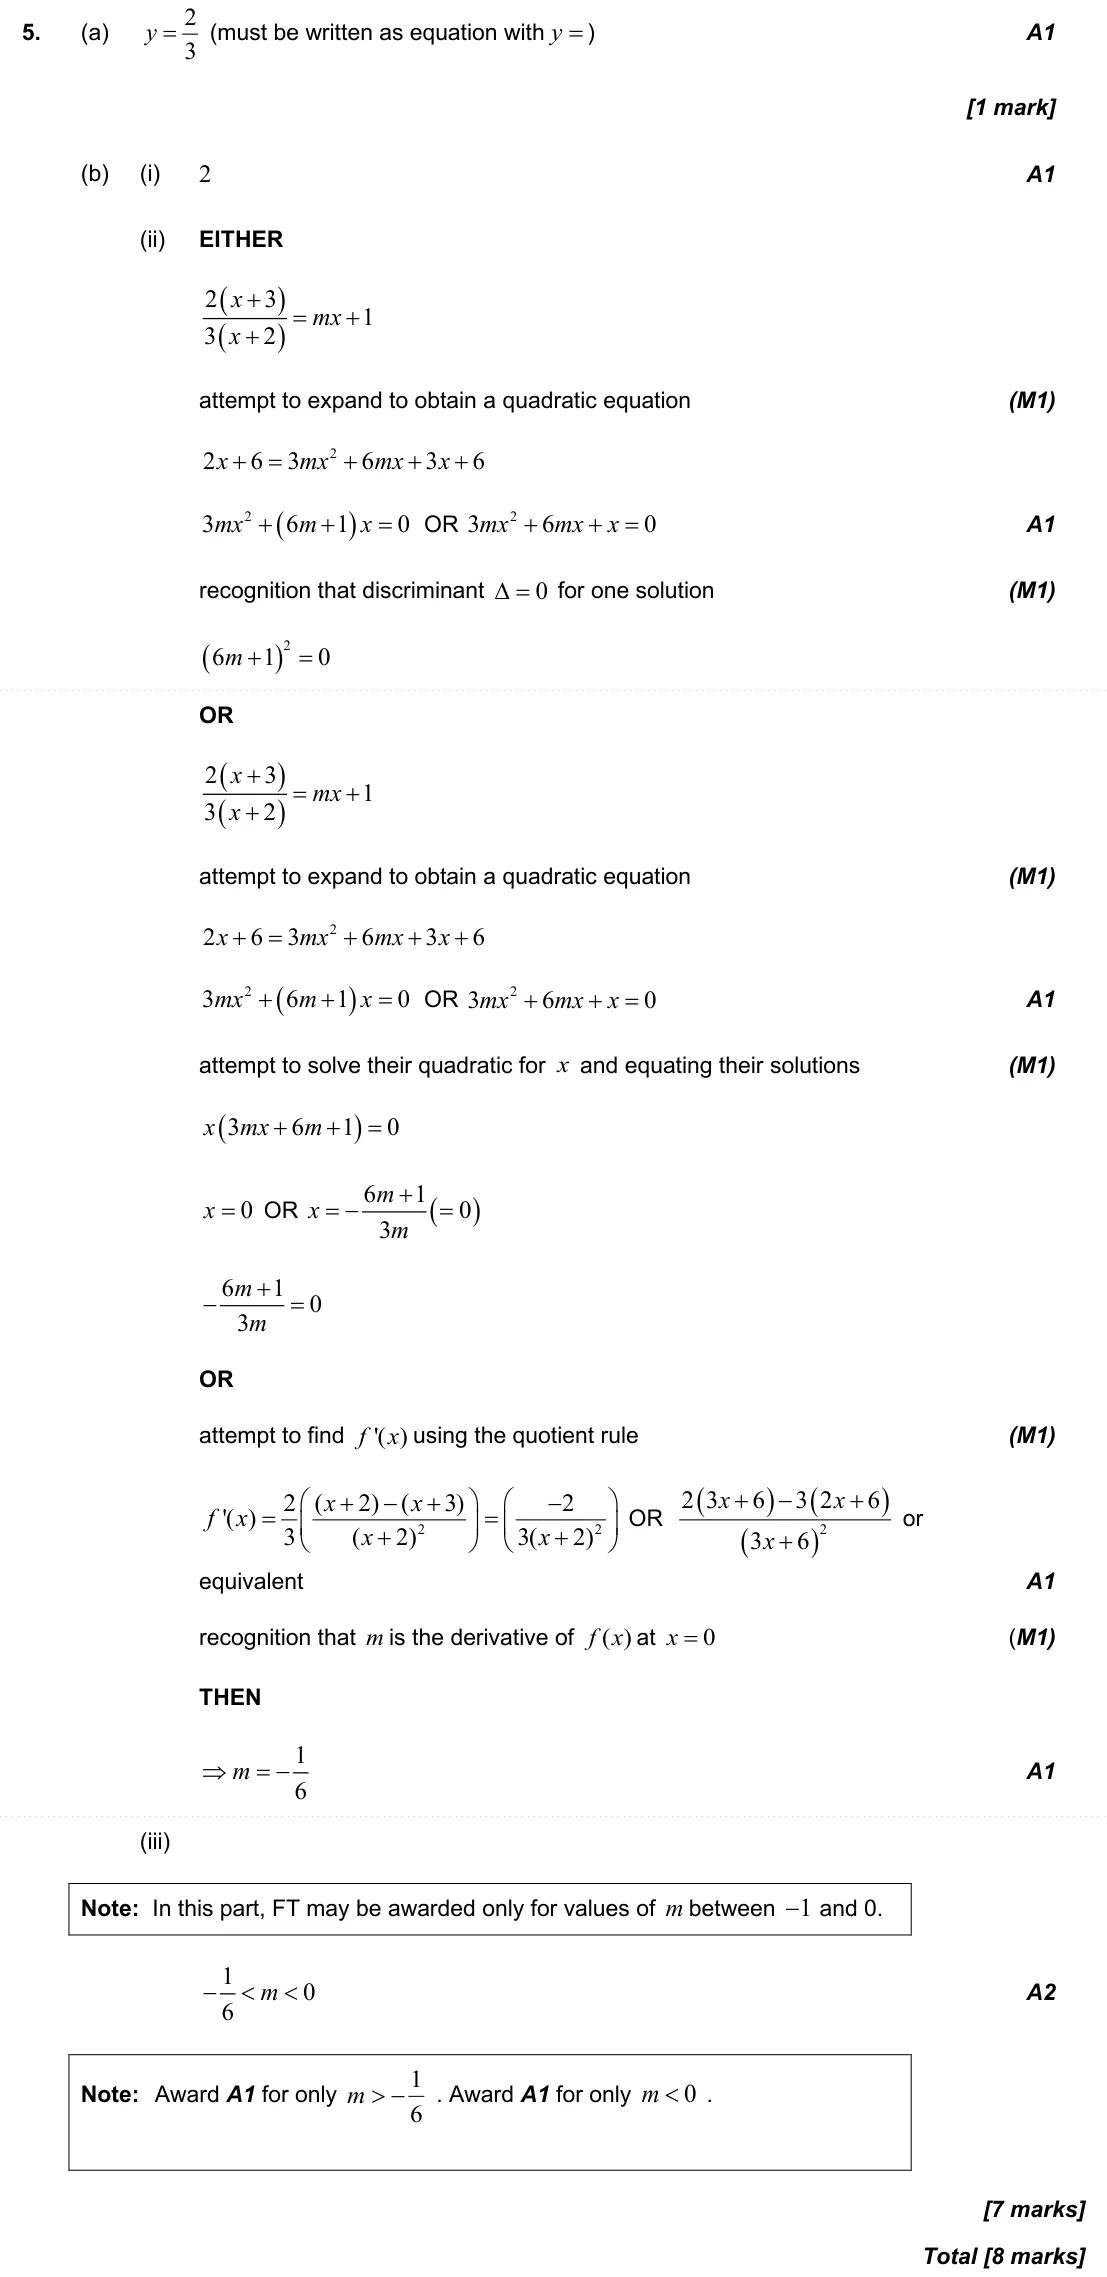 5. (a) y = 2/3 (must be written as equation with y = ) A1
[1 mark]
(b) (i) 2 A1
(ii) EITHER
2(x+3)/3(x+2) = mx+1
attempt to expand to obtain a quadratic equation (M1)
2x+6 = 3mx²+6mx+3x+6
3mx²+(6m+1)x = 0 OR 3mx²+6mx+x = 0 A1
recognition that discriminant Δ = 0 for one solution (M1)
(6m+1)² = 0
OR
2(x+3)/3(x+2) = mx+1
attempt to expand to obtain a quadratic equation (M1)
2x+6 = 3mx²+6mx+3x+6
3mx²+(6m+1)x = 0 OR 3mx²+6mx+x = 0 A1
attempt to solve their quadratic for x and equating their solutions (M1)
x(3mx+6m+1) = 0
x = 0 OR x = −(6m+1)/3m (= 0)
−(6m+1)/3m = 0
OR
attempt to find f'(x) using the quotient rule (M1)
f'(x) = 2/3((x+2)−(x+3)/(x+2)²) = (−2/3(x+2)²) OR 2(3x+6)−3(2x+6)/(3x+6)² or
equivalent A1
recognition that m is the derivative of f(x) at x = 0 (M1)
THEN
⇒ m = −1/6 A1
(iii)
Note: In this part, FT may be awarded only for values of m between −1 and 0.
−1/6 < m < 0 A2
Note: Award A1 for only m > −1/6 . Award A1 for only m < 0 .
[7 marks]
Total [8 marks]